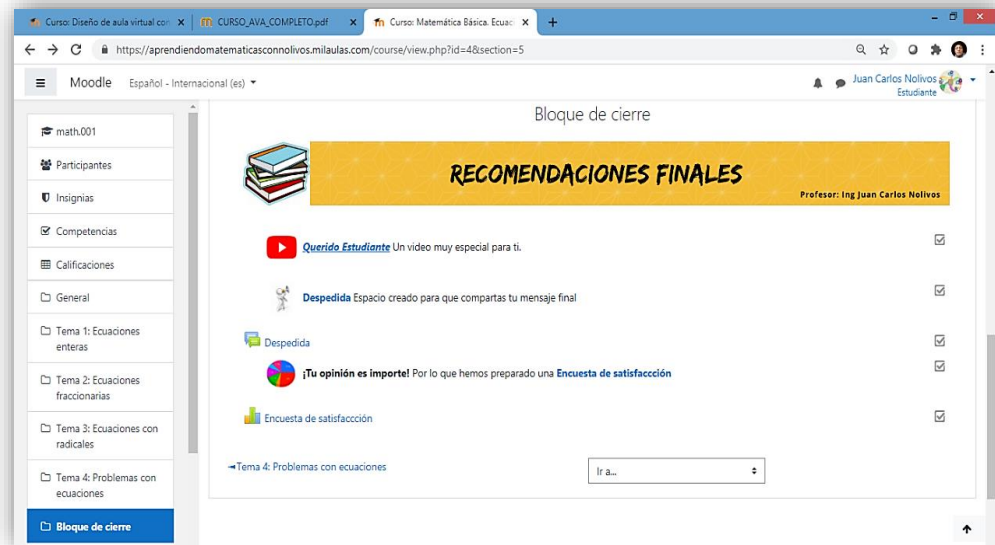 Curso: Diseño de aula virtual con
CURSO_AVA_COMPLETO.pdf
Curso: Matemática Básica. Ecuac
https://aprendiendomatematicasconnolivos.milaulas.com/course/view.php?id=4&section=5
Moodle Español - Internacional (es)
Juan Carlos Nolivos
Estudiante
math.001
Participantes
Insignias
Competencias
Calificaciones
General
Tema 1: Ecuaciones
enteras
Tema 2: Ecuaciones
fraccionarias
Tema 3: Ecuaciones con
radicales
Tema 4: Problemas con
ecuaciones
Bloque de cierre
Bloque de cierre
RECOMENDACIONES FINALES
Profesor: Ing Juan Carlos Nolivos
Querido Estudiante Un video muy especial para ti.
Despedida Espacio creado para que compartas tu mensaje final
Despedida
¡Tu opinión es importe! Por lo que hemos preparado una Encuesta de satisfaccción
Encuesta de satisfaccción
◄Tema 4: Problemas con ecuaciones
Ir a...